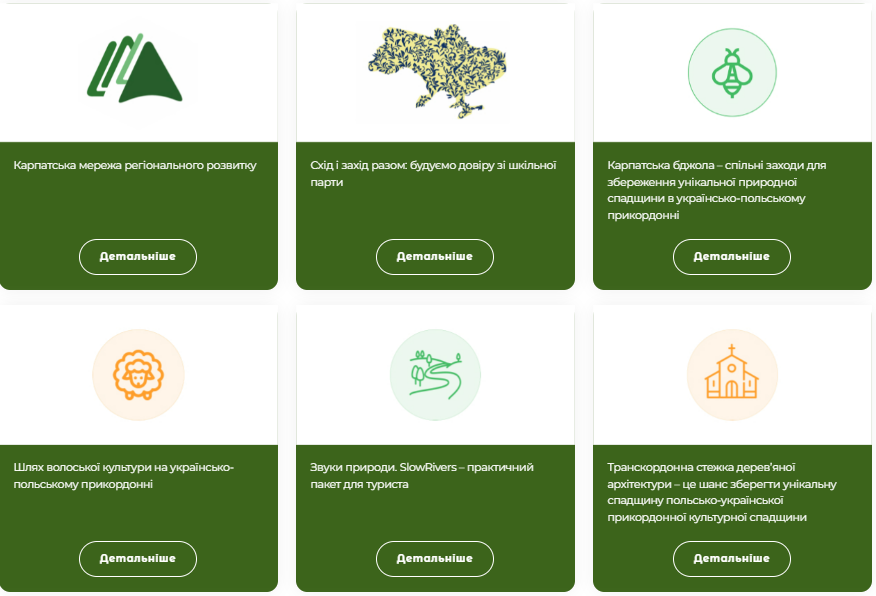 Карпатська мережа регіонального розвитку
Детальніше
Схід і захід разом: будуємо довіру зі шкільної
парти
Детальніше
Карпатська бджола – спільні заходи для
збереження унікальної природної
спадщини в українсько-польському
прикордонні
Детальніше
Шлях волоської культури на українсько-
польському прикордонні
Детальніше
Звуки природи. SlowRivers – практичний
пакет для туриста
Детальніше
Транскордонна стежка дерев’яної
архітектури – це шанс зберегти унікальну
спадщину польсько-української
прикордонної культурної спадщини
Детальніше